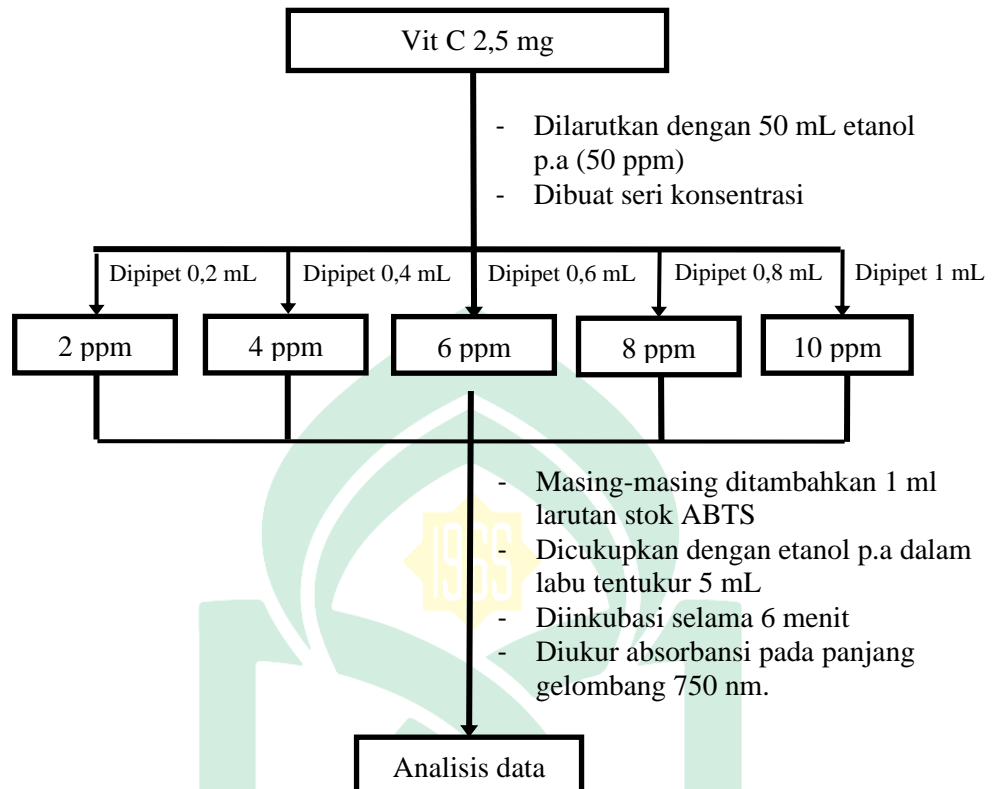 Vit C 2,5 mg
- Dilarutkan dengan 50 mL etanol
p.a (50 ppm)
- Dibuat seri konsentrasi
Dipipet 0,2 mL
Dipipet 0,4 mL
Dipipet 0,6 mL
Dipipet 0,8 mL
Dipipet 1 mL
2 ppm
4 ppm
6 ppm
8 ppm
10 ppm
- Masing-masing ditambahkan 1 ml
larutan stok ABTS
- Dicukupkan dengan etanol p.a dalam
labu tentukur 5 mL
- Diinkubasi selama 6 menit
- Diukur absorbansi pada panjang
gelombang 750 nm.
1965
Analisis data